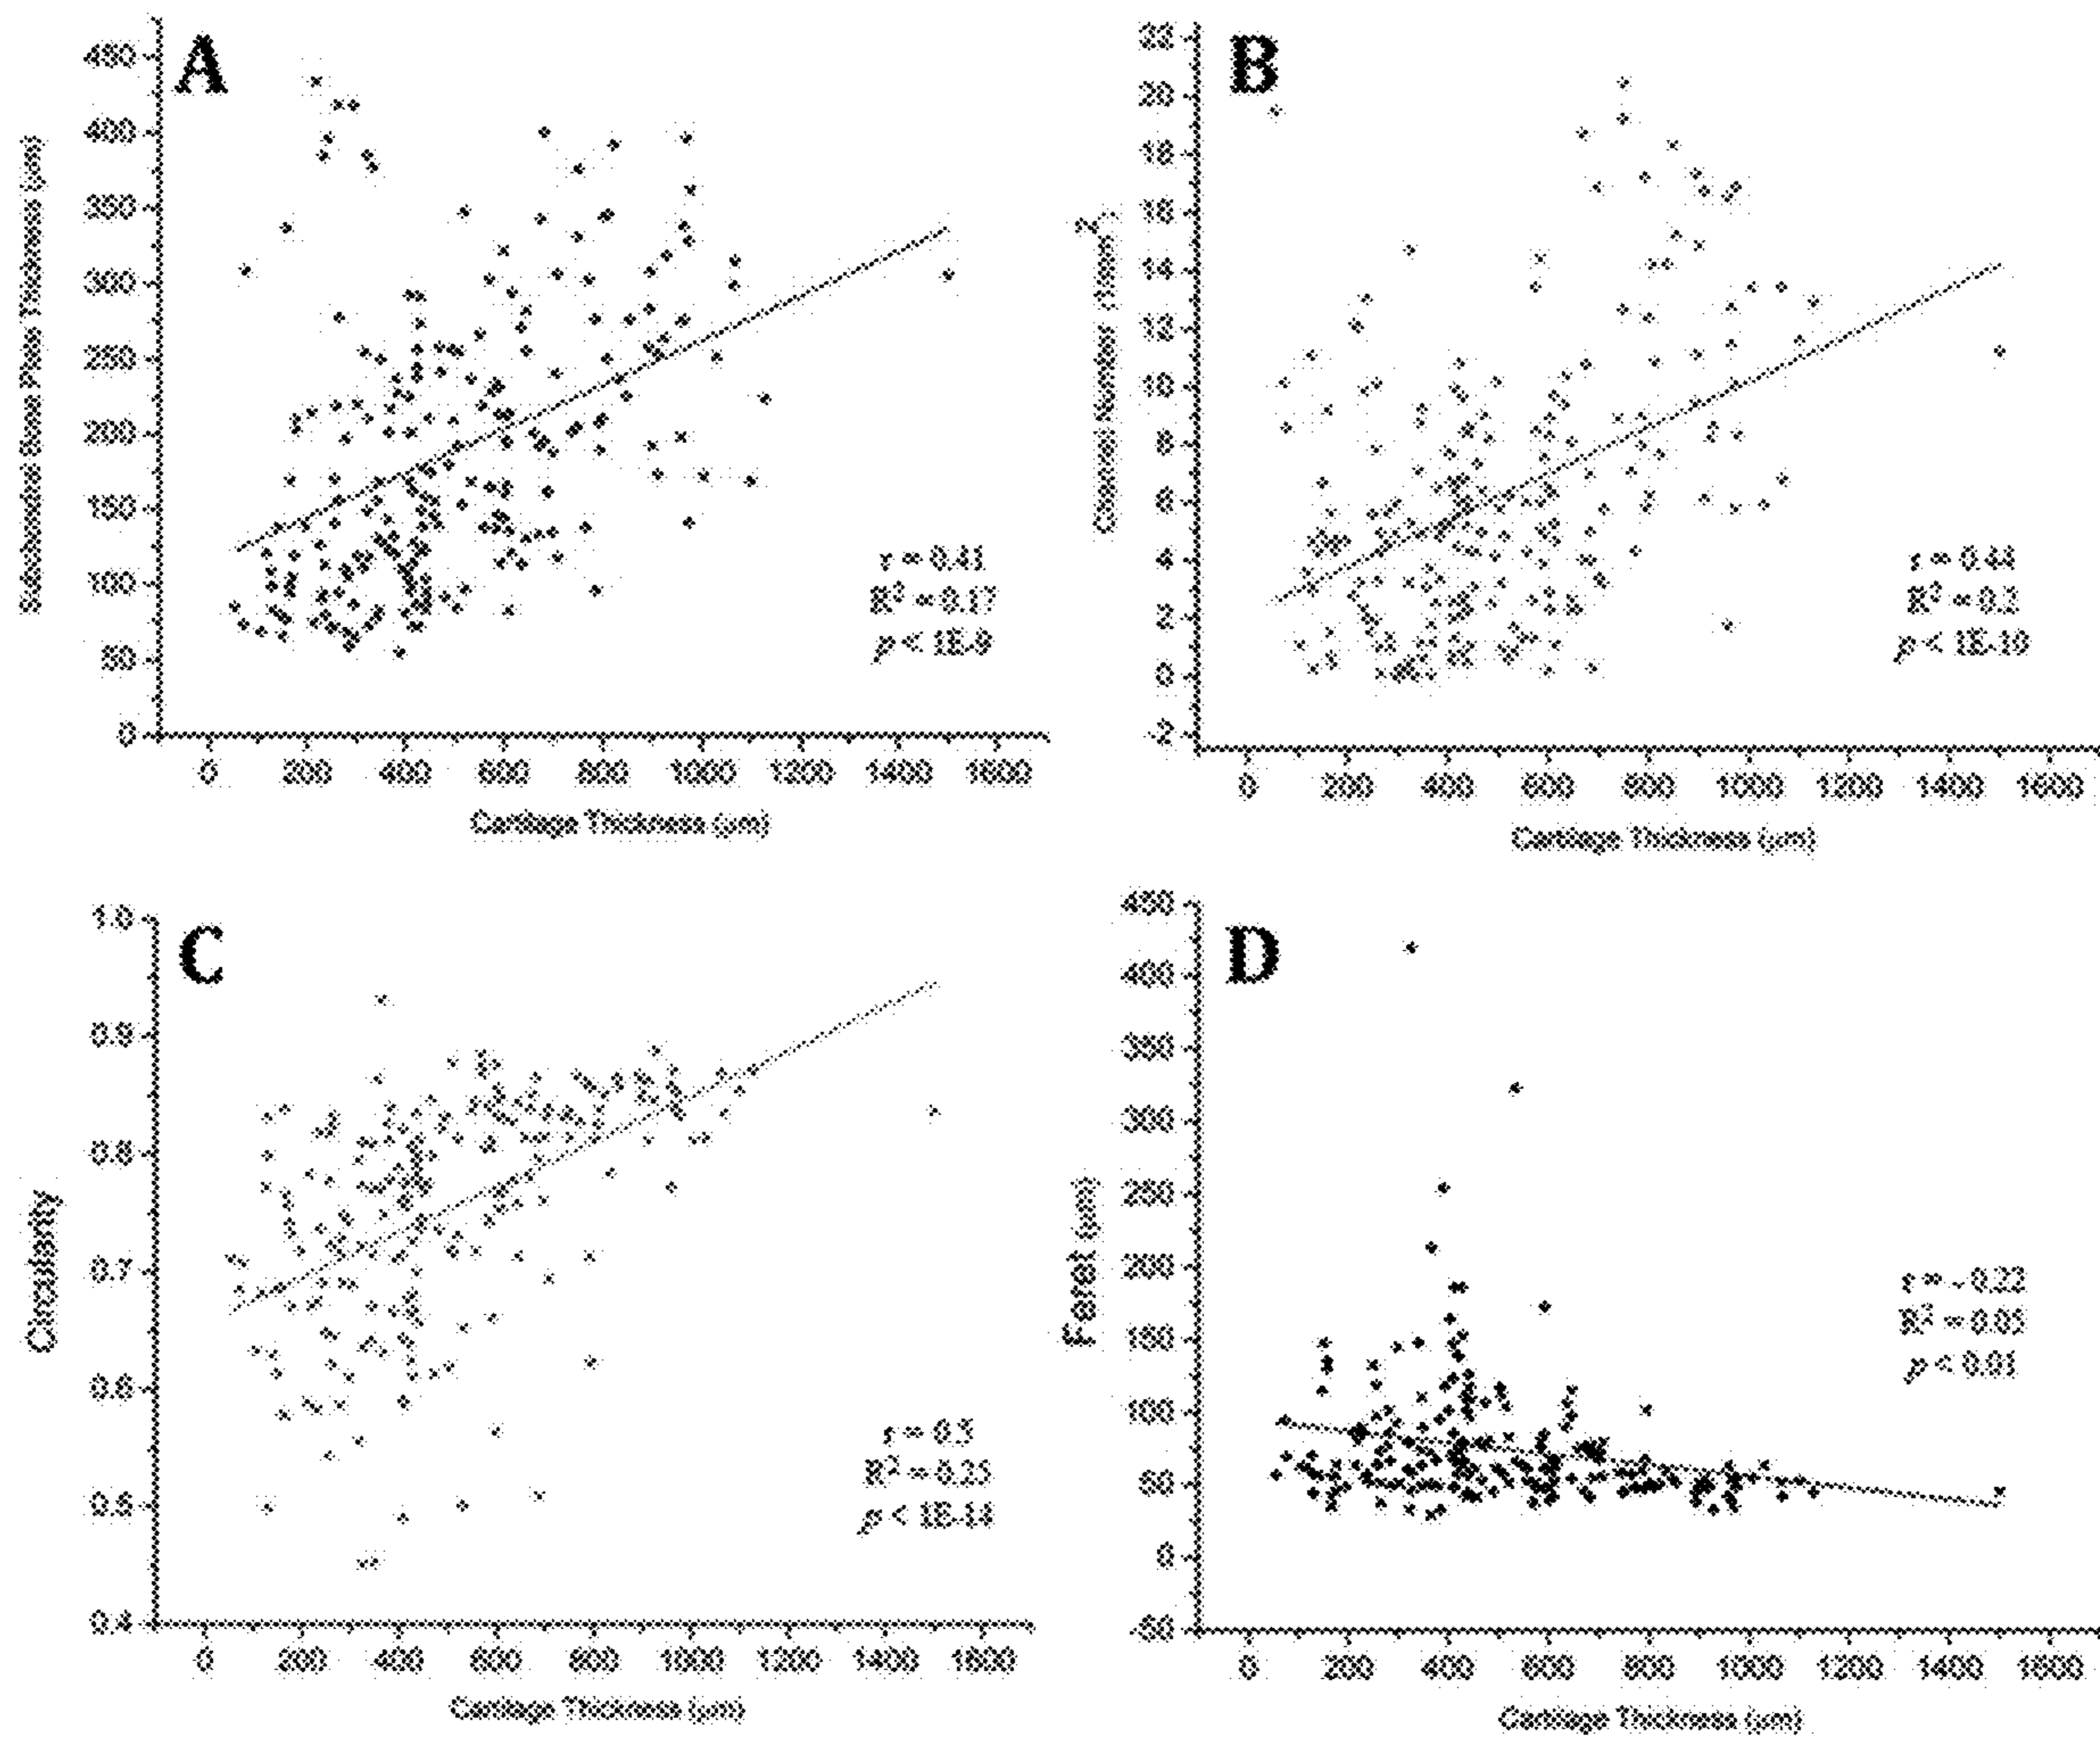 A
450
400
350
300
250
200
150
100
50
0
Subchondral Bone Plate Thickness (μm)
r = 0.41
R² = 0.17
p < 1E-9
0 200 400 600 800 1000 1200 1400 1600
Cartilage Thickness (μm)
B
22
20
18
16
14
12
10
8
6
4
2
0
-2
r = 0.44
R² = 0.2
p < 1E-10
0 200 400 600 800 1000 1200 1400 1600
Cartilage Thickness (μm)
C
1.0
0.9
0.8
0.7
0.6
0.5
0.4
Circularity
r = 0.5
R² = 0.25
p < 1E-14
0 200 400 600 800 1000 1200 1400 1600
Cartilage Thickness (μm)
D
450
400
350
300
250
200
150
100
50
0
-50
Feret (μm)
r = - 0.22
R² = 0.05
p < 0.01
0 200 400 600 800 1000 1200 1400 1600
Cartilage Thickness (μm)